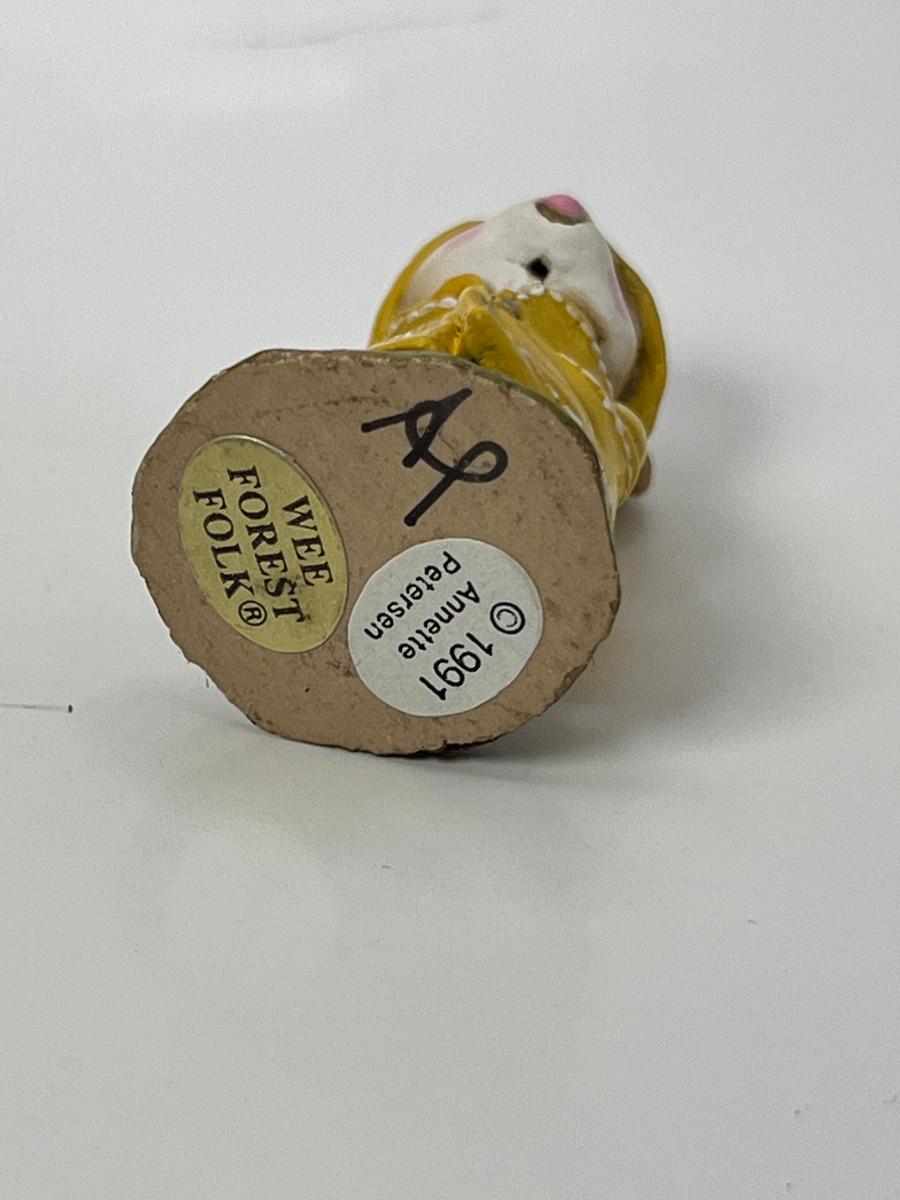 WEE
FOREST
FOLK®
© 1991
Annette
Petersen
AP